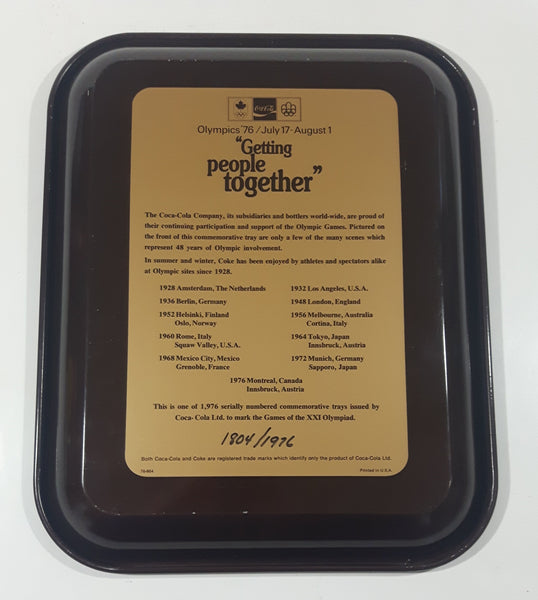 Coca-Cola
Olympics '76 / July 17-August 1
"Getting
people
together"
The Coca-Cola Company, its subsidiaries and bottlers world-wide, are proud of
their continuing participation and support of the Olympic Games. Pictured on
the front of this commemorative tray are only a few of the many scenes which
represent 48 years of Olympic involvement.
In summer and winter, Coke has been enjoyed by athletes and spectators alike
at Olympic sites since 1928.
1928 Amsterdam, The Netherlands 1932 Los Angeles, U.S.A.
1936 Berlin, Germany 1948 London, England
1952 Helsinki, Finland 1956 Melbourne, Australia
Oslo, Norway Cortina, Italy
1960 Rome, Italy 1964 Tokyo, Japan
Squaw Valley, U.S.A. Innsbruck, Austria
1968 Mexico City, Mexico 1972 Munich, Germany
Grenoble, France Sapporo, Japan
1976 Montreal, Canada
Innsbruck, Austria
This is one of 1,976 serially numbered commemorative trays issued by
Coca- Cola Ltd. to mark the Games of the XXI Olympiad.
1804/1976
Both Coca-Cola and Coke are registered trade marks which identify only the product of Coca-Cola Ltd.
76-804 Printed in U.S.A.